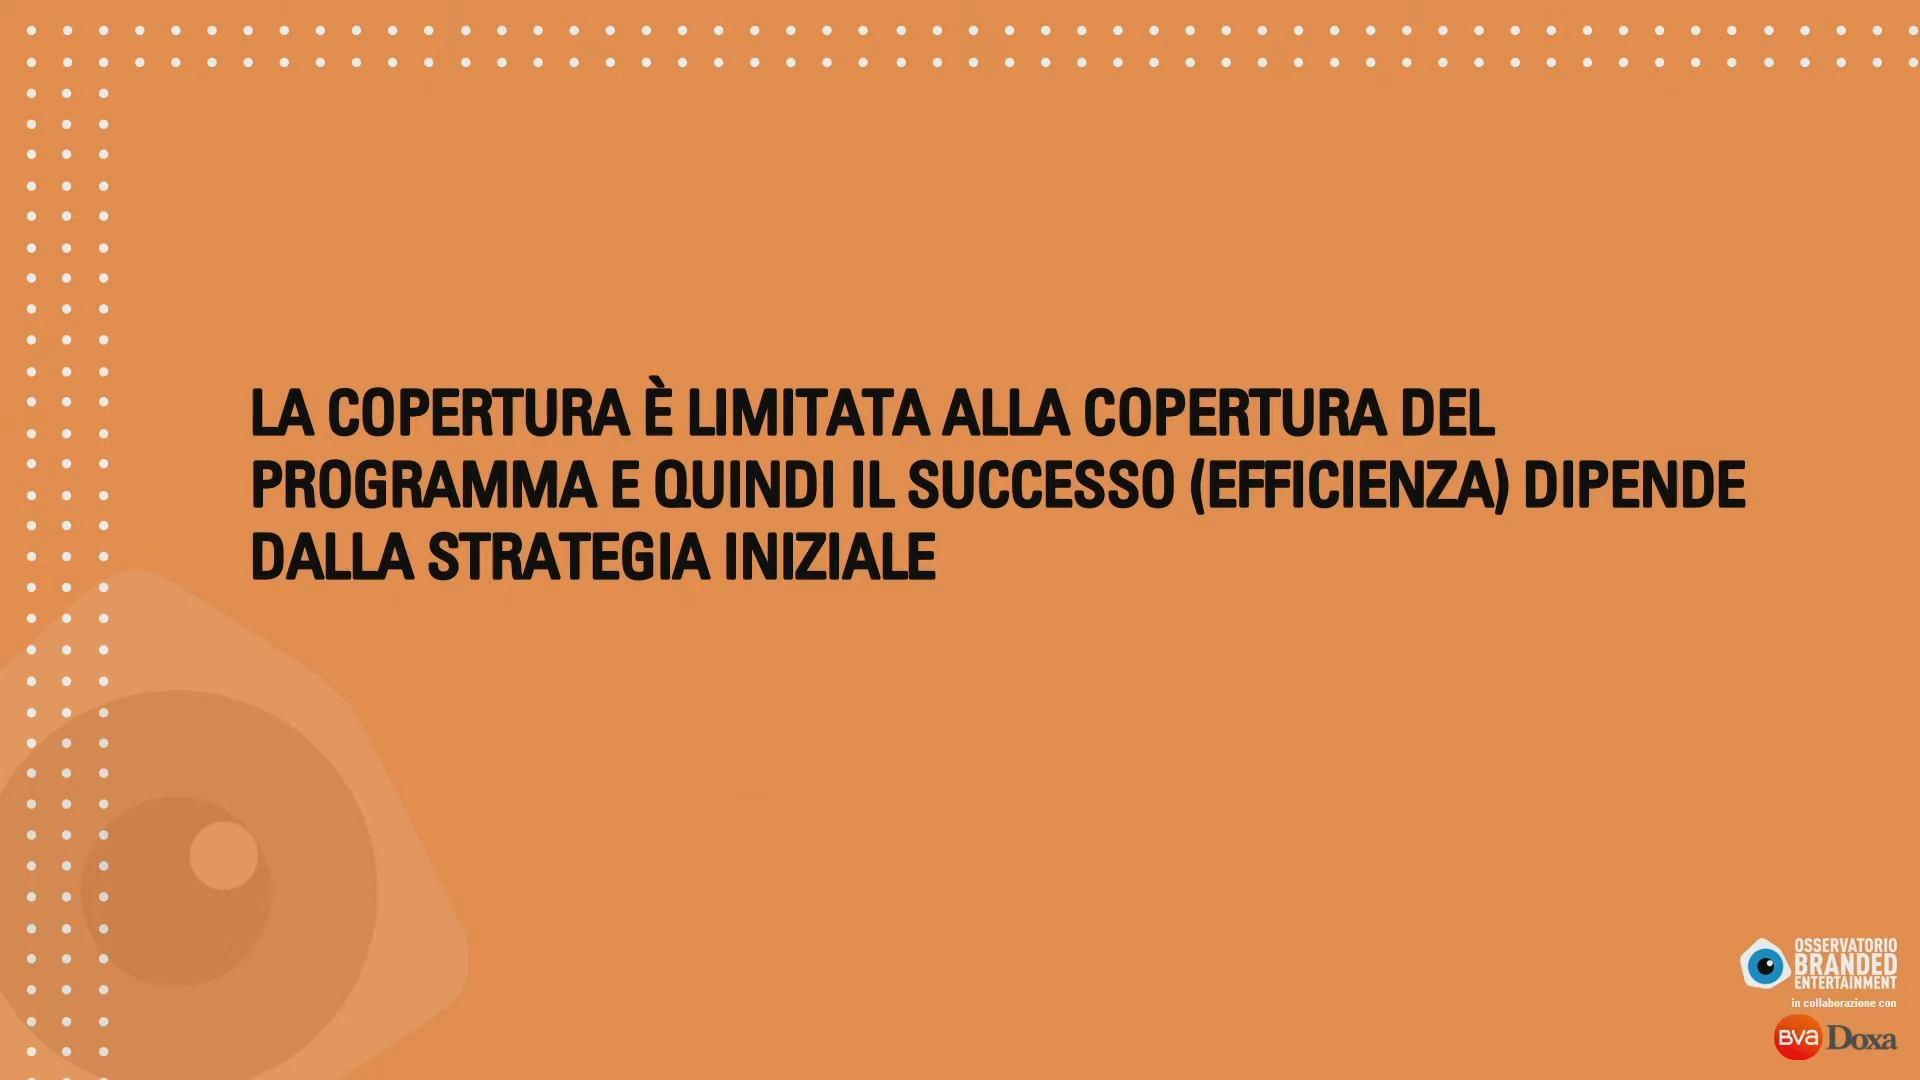 LA COPERTURA È LIMITATA ALLA COPERTURA DEL
PROGRAMMA E QUINDI IL SUCCESSO (EFFICIENZA) DIPENDE
DALLA STRATEGIA INIZIALE
OSSERVATORIO
BRANDED
ENTERTAINMENT
in collaborazione con
BVA Doxa